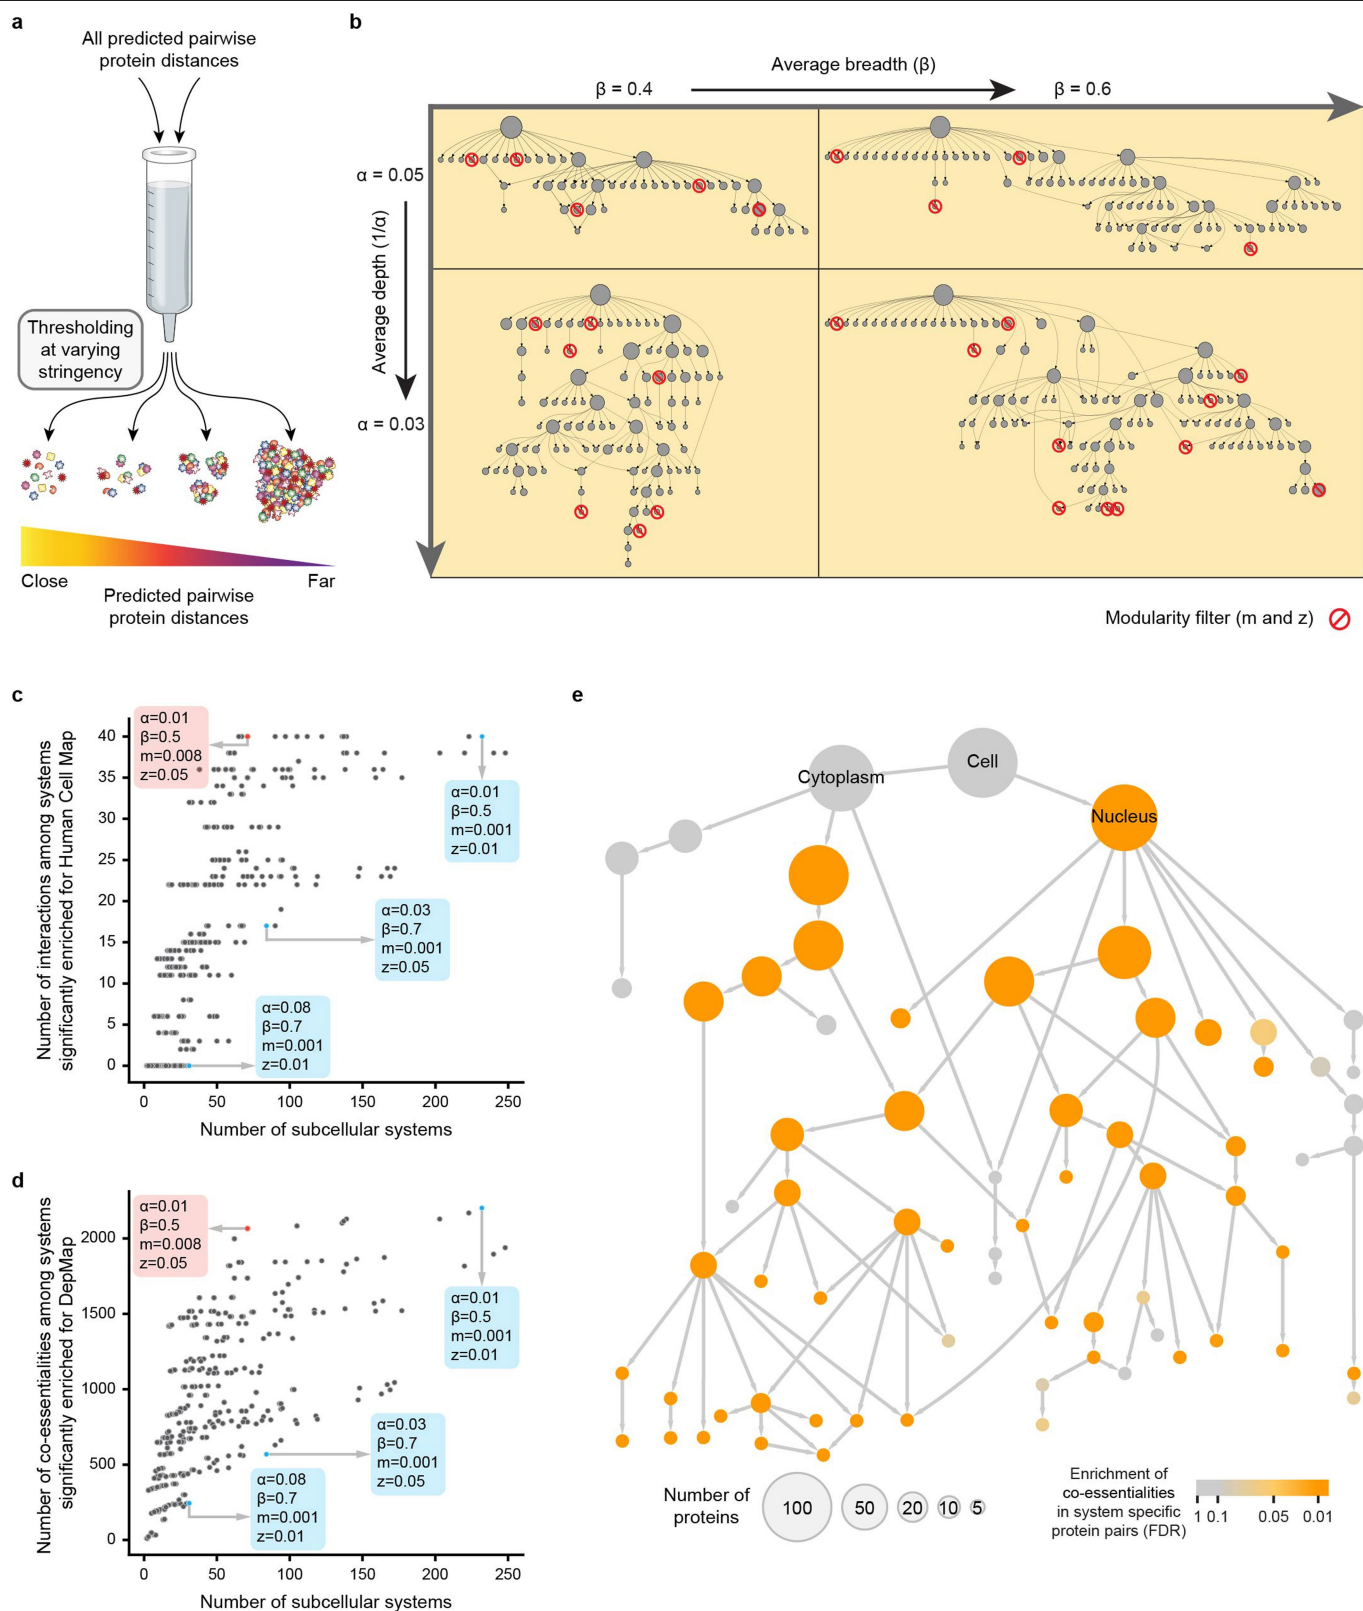 a
All predicted pairwise
protein distances
Thresholding
at varying
stringency
Close
Far
Predicted pairwise
protein distances
b
Average breadth (β)
β = 0.4
β = 0.6
α = 0.05
Average depth (1/α)
α = 0.03
Modularity filter (m and z)
c
Number of interactions among systems
significantly enriched for Human Cell Map
40
35
30
25
20
15
10
5
0
α=0.01
β=0.5
m=0.008
z=0.05
α=0.01
β=0.5
m=0.001
z=0.01
α=0.03
β=0.7
m=0.001
z=0.05
α=0.08
β=0.7
m=0.001
z=0.01
0 50 100 150 200 250
Number of subcellular systems
d
Number of co-essentialities among systems
significantly enriched for DepMap
2000
1500
1000
500
0
α=0.01
β=0.5
m=0.008
z=0.05
α=0.01
β=0.5
m=0.001
z=0.01
α=0.03
β=0.7
m=0.001
z=0.05
α=0.08
β=0.7
m=0.001
z=0.01
0 50 100 150 200 250
Number of subcellular systems
e
Cytoplasm
Cell
Nucleus
Number of
proteins
100 50 20 10 5
Enrichment of
co-essentialities
in system specific
protein pairs (FDR)
1 0.1 0.05 0.01